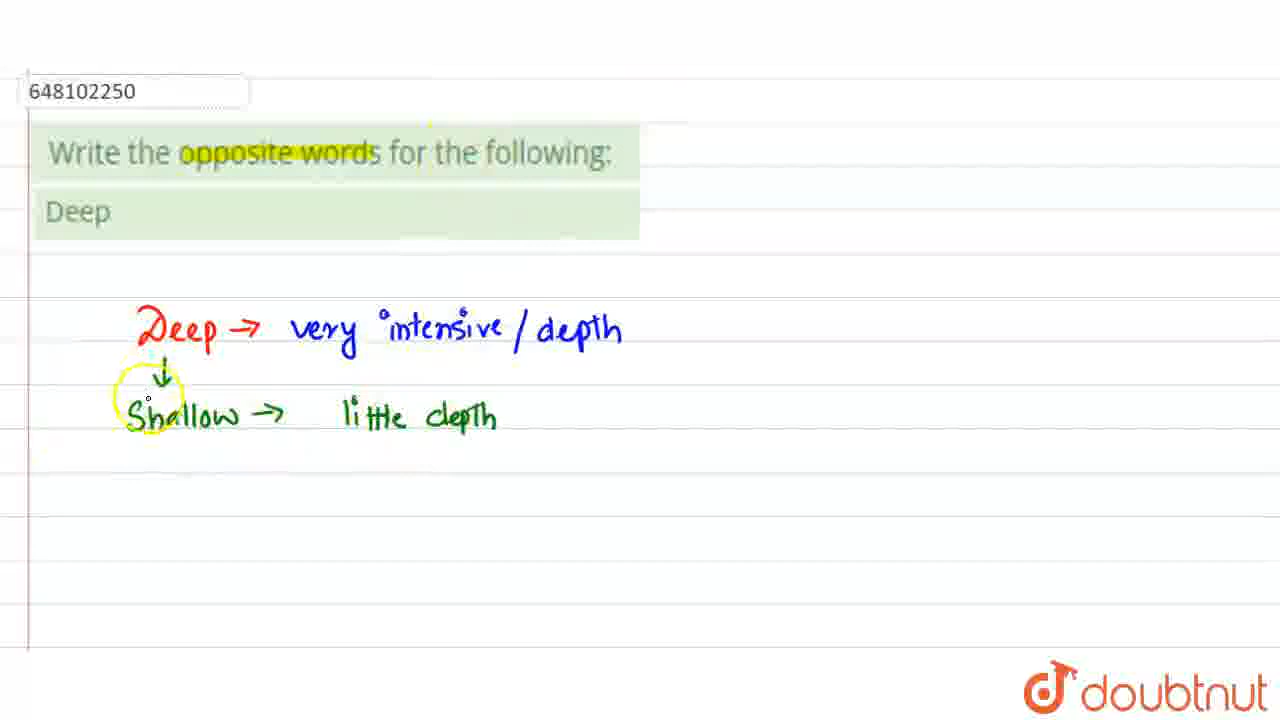 648102250
Write the opposite words for the following:
Deep
Deep → very intensive / depth
↓
Shallow → little depth
doubtnut